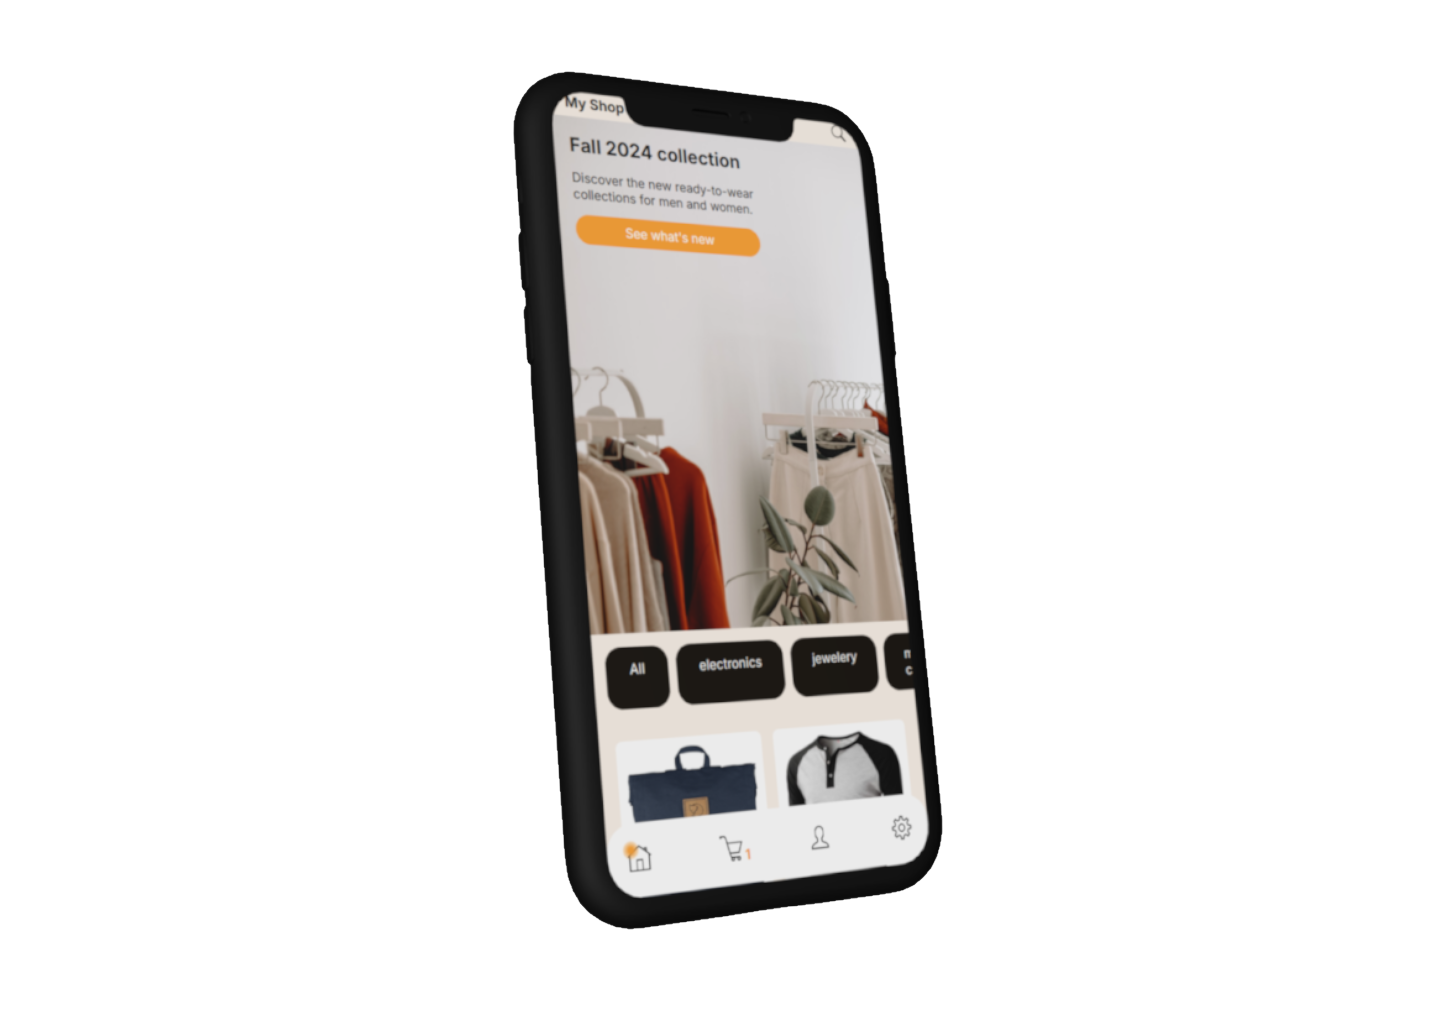 My Shop
Fall 2024 collection
Discover the new ready-to-wear
collections for men and women.
See what's new
All
electronics
jewelery
1